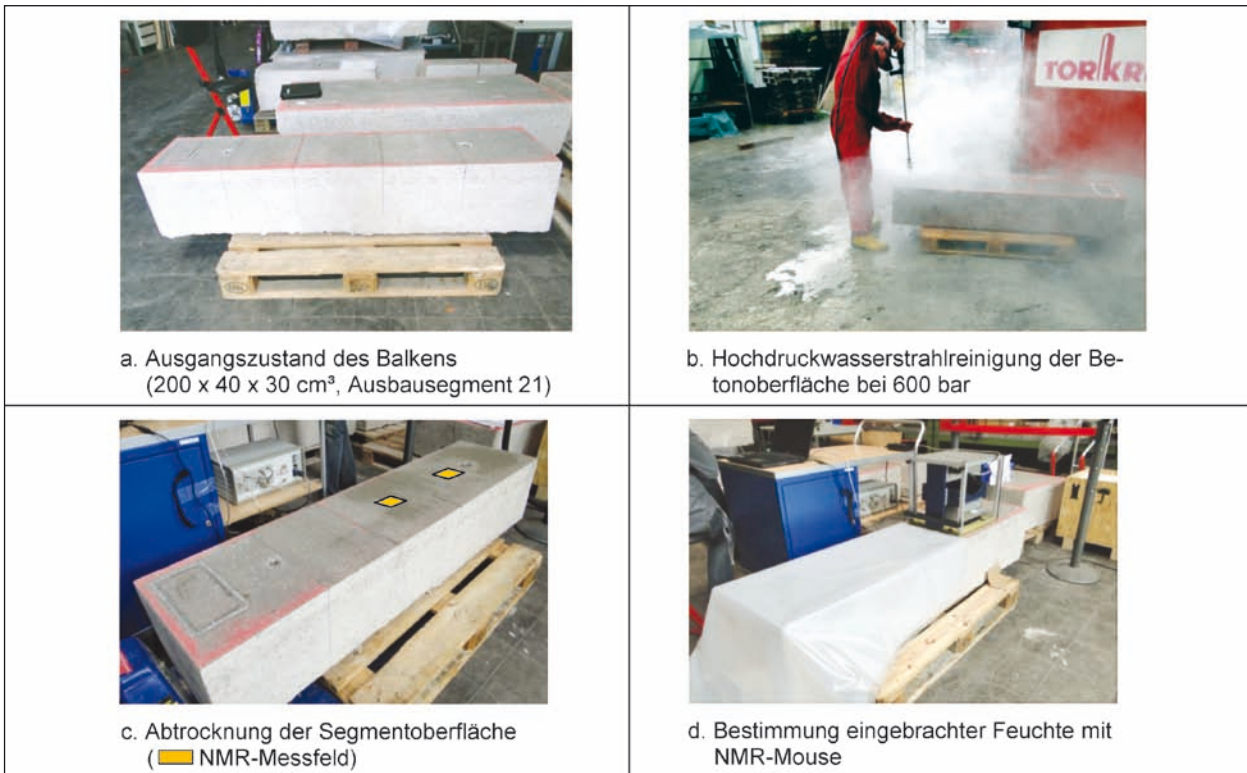 TORKR
a. Ausgangszustand des Balkens
(200 x 40 x 30 cm³, Ausbausegment 21)
b. Hochdruckwasserstrahlreinigung der Be-
tonoberfläche bei 600 bar
c. Abtrocknung der Segmentoberfläche
( NMR-Messfeld)
d. Bestimmung eingebrachter Feuchte mit
NMR-Mouse